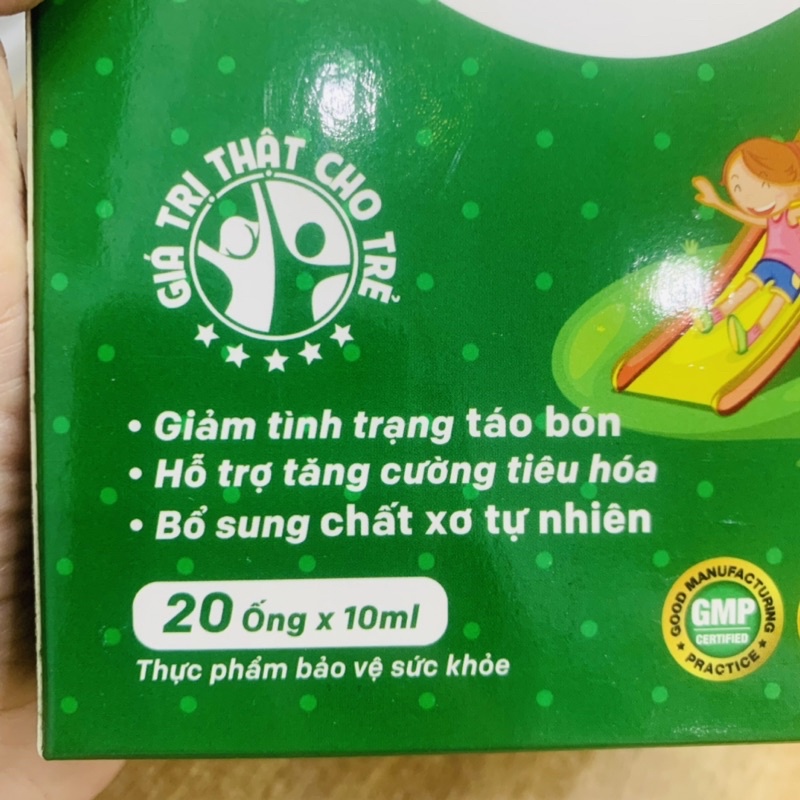 GIÁ TRỊ THẬT CHO TRẺ
• Giảm tình trạng táo bón
• Hỗ trợ tăng cường tiêu hóa
• Bổ sung chất xơ tự nhiên
20 Ống x 10ml
Thực phẩm bảo vệ sức khỏe
GOOD MANUFACTURING
GMP
CERTIFIED
PRACTICE